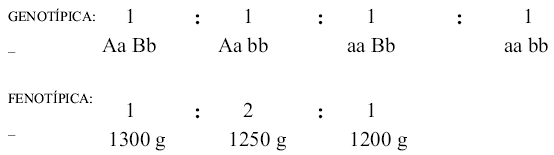 GENOTÍPICA: 1 : 1 : 1 : 1
_ Aa Bb Aa bb aa Bb aa bb
FENOTÍPICA: 1 : 2 : 1
_ 1300 g 1250 g 1200 g